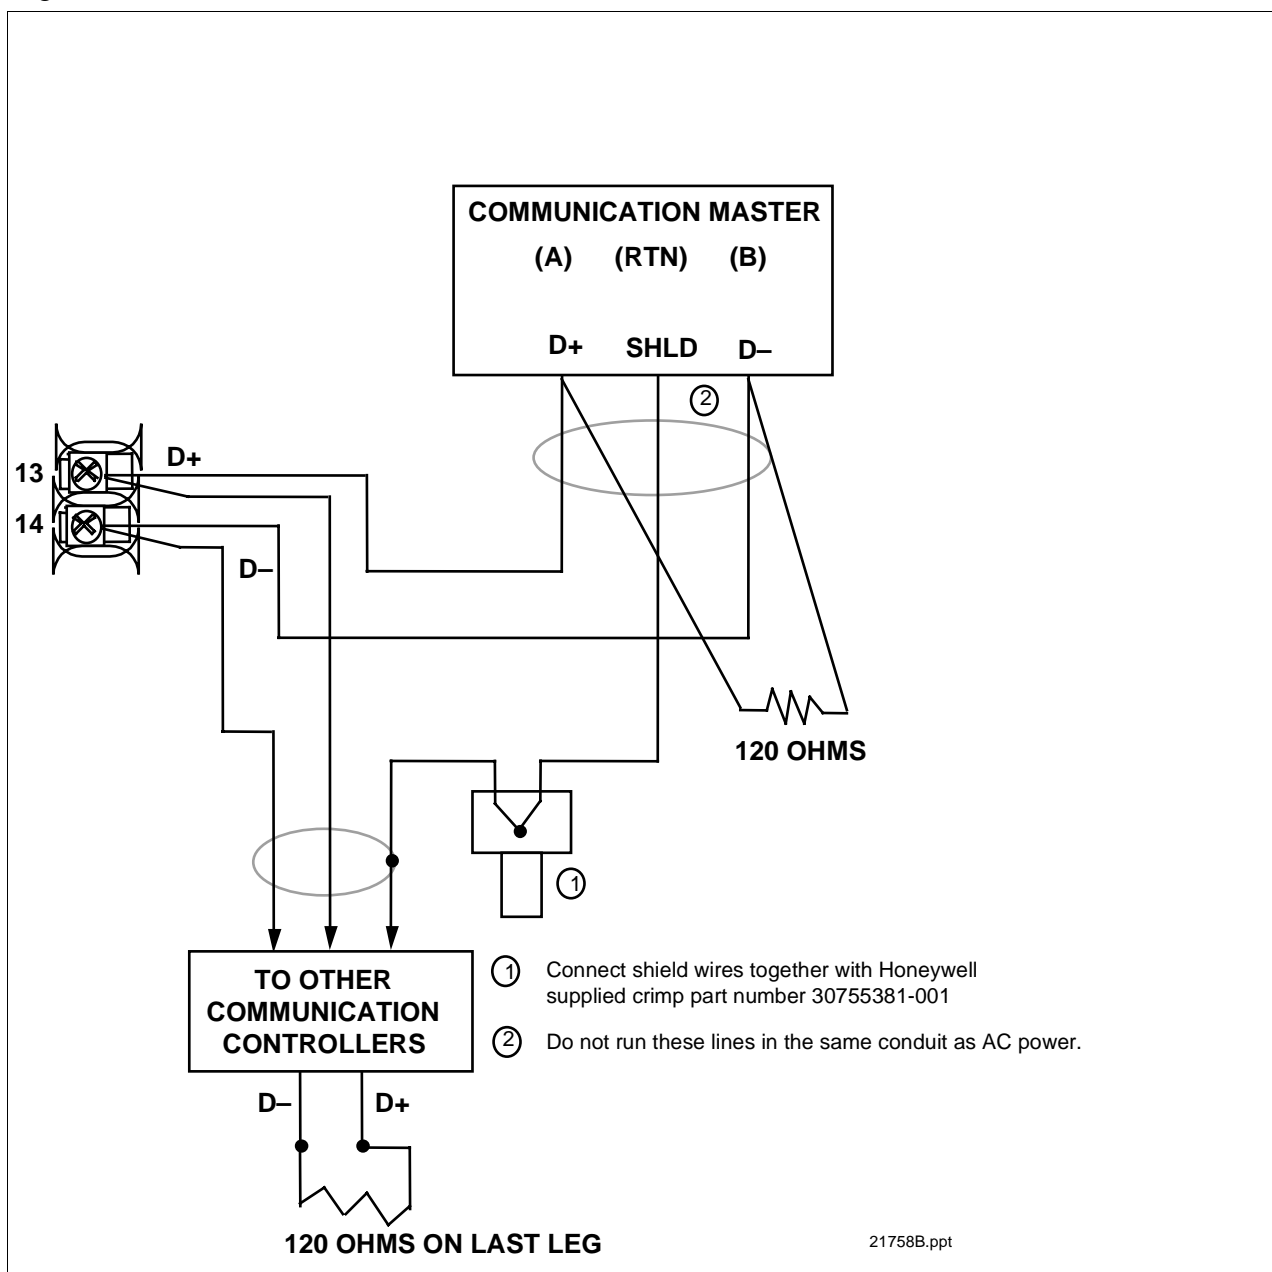 COMMUNICATION MASTER
(A) (RTN) (B)
D+ SHLD D–
2
13 D+
14
D–
120 OHMS
1
TO OTHER
COMMUNICATION
CONTROLLERS
1 Connect shield wires together with Honeywell
supplied crimp part number 30755381-001
2 Do not run these lines in the same conduit as AC power.
D– D+
120 OHMS ON LAST LEG
21758B.ppt